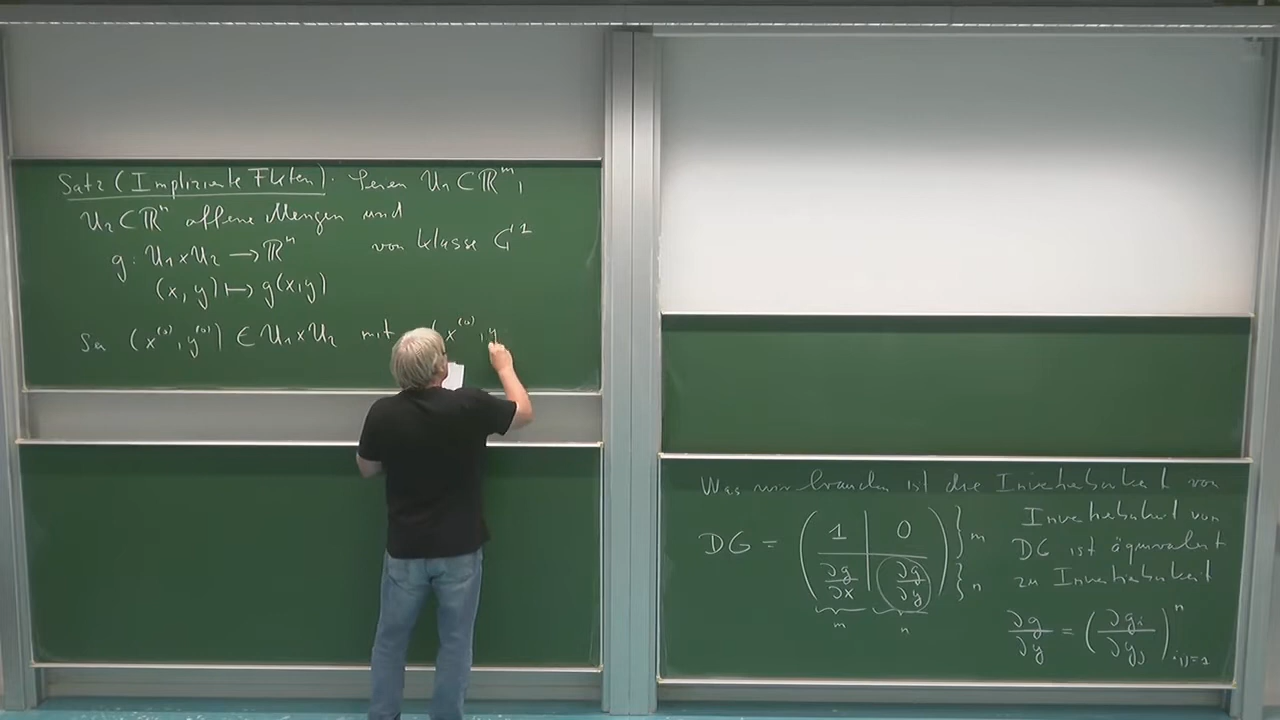 Satz (Implizierte Fkten). Seien U₁ ⊂ ℝᵐ,
U₂ ⊂ ℝⁿ offene Mengen und
g: U₁ × U₂ → ℝⁿ von Klasse C¹
(x, y) ↦ g(x,y)
Sei (x⁽⁰⁾, y⁽⁰⁾) ∈ U₁ × U₂ mit (x⁽⁰⁾, y
Was wir brauchen ist die Invertierbarkeit von
DG = ( 1 | 0 ) } m
( ∂g/∂x | ∂g/∂y ) } n
m n
Invertierbarkeit von
DG ist äquivalent
zu Invertierbarkeit
∂g/∂y = (∂gᵢ/∂yⱼ)ⁿ i,j=1